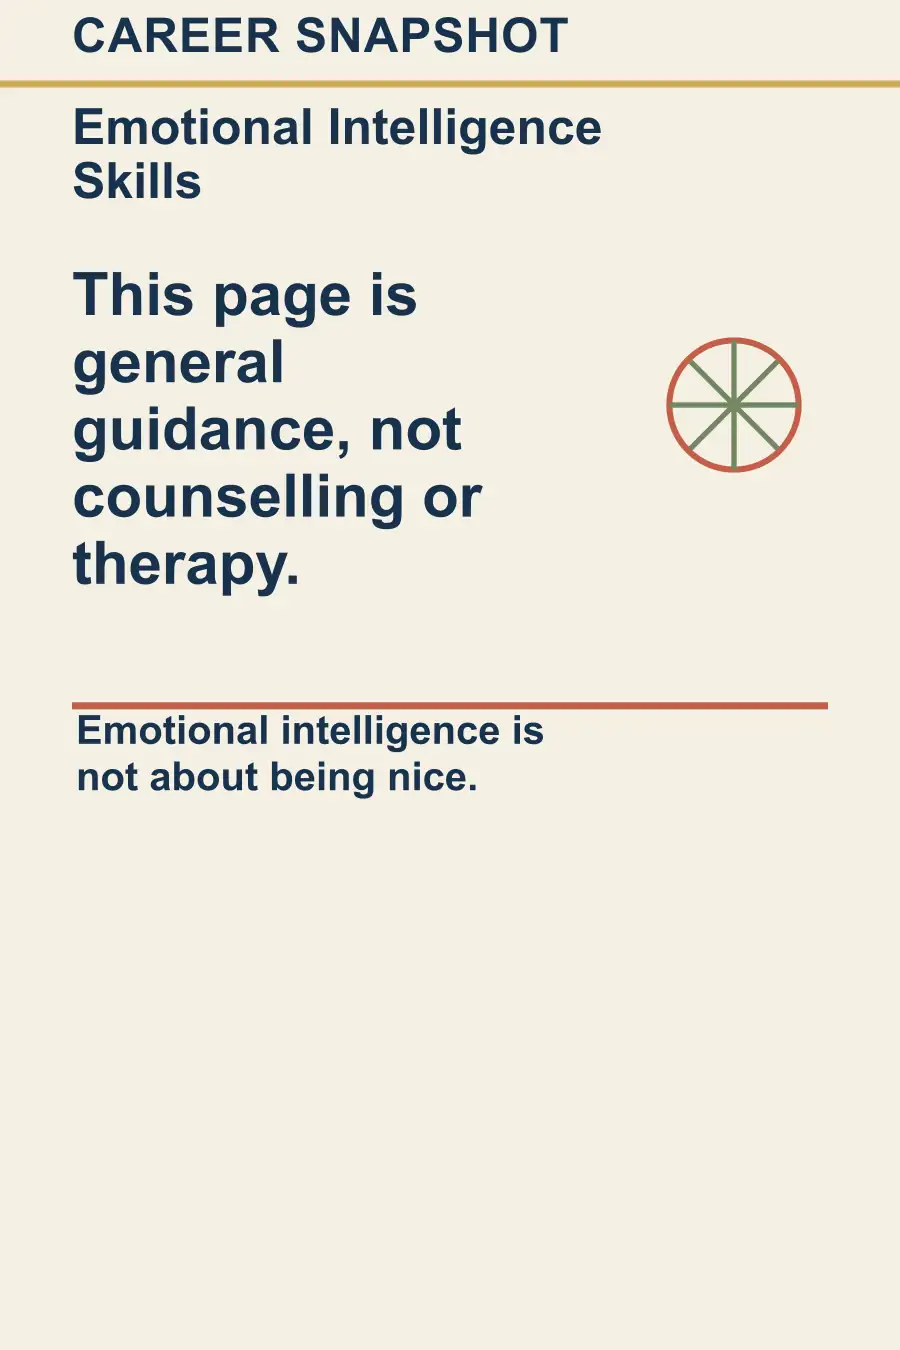 CAREER SNAPSHOT
Emotional Intelligence
Skills
This page is
general
guidance, not
counselling or
therapy.
Emotional intelligence is
not about being nice.